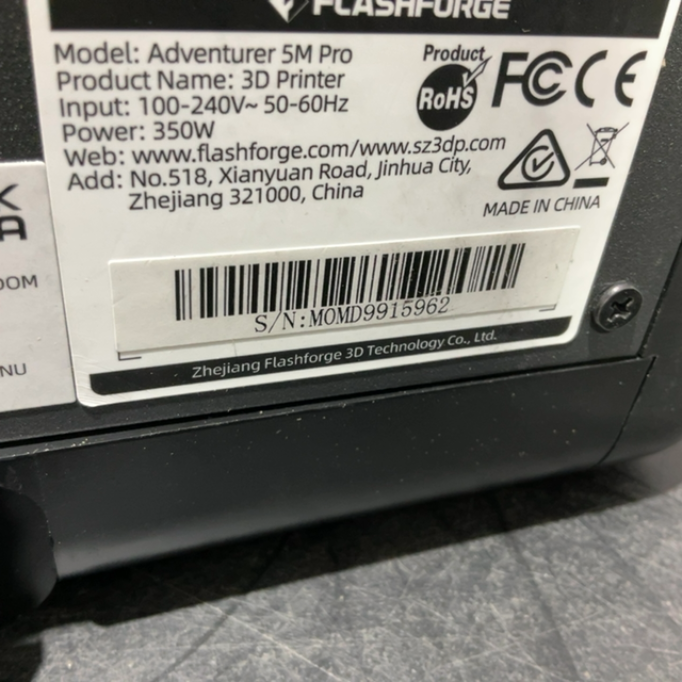 FLASHFORGE
Model: Adventurer 5M Pro
Product Name: 3D Printer
Input: 100-240V~ 50-60Hz
Power: 350W
Web: www.flashforge.com/www.sz3dp.com
Add: No.518, Xianyuan Road, Jinhua City,
Zhejiang 321000, China
Product
RoHS
FC CE
MADE IN CHINA
S/N:MOMD9915962
Zhejiang Flashforge 3D Technology Co., Ltd.
K
A
DOM
NU